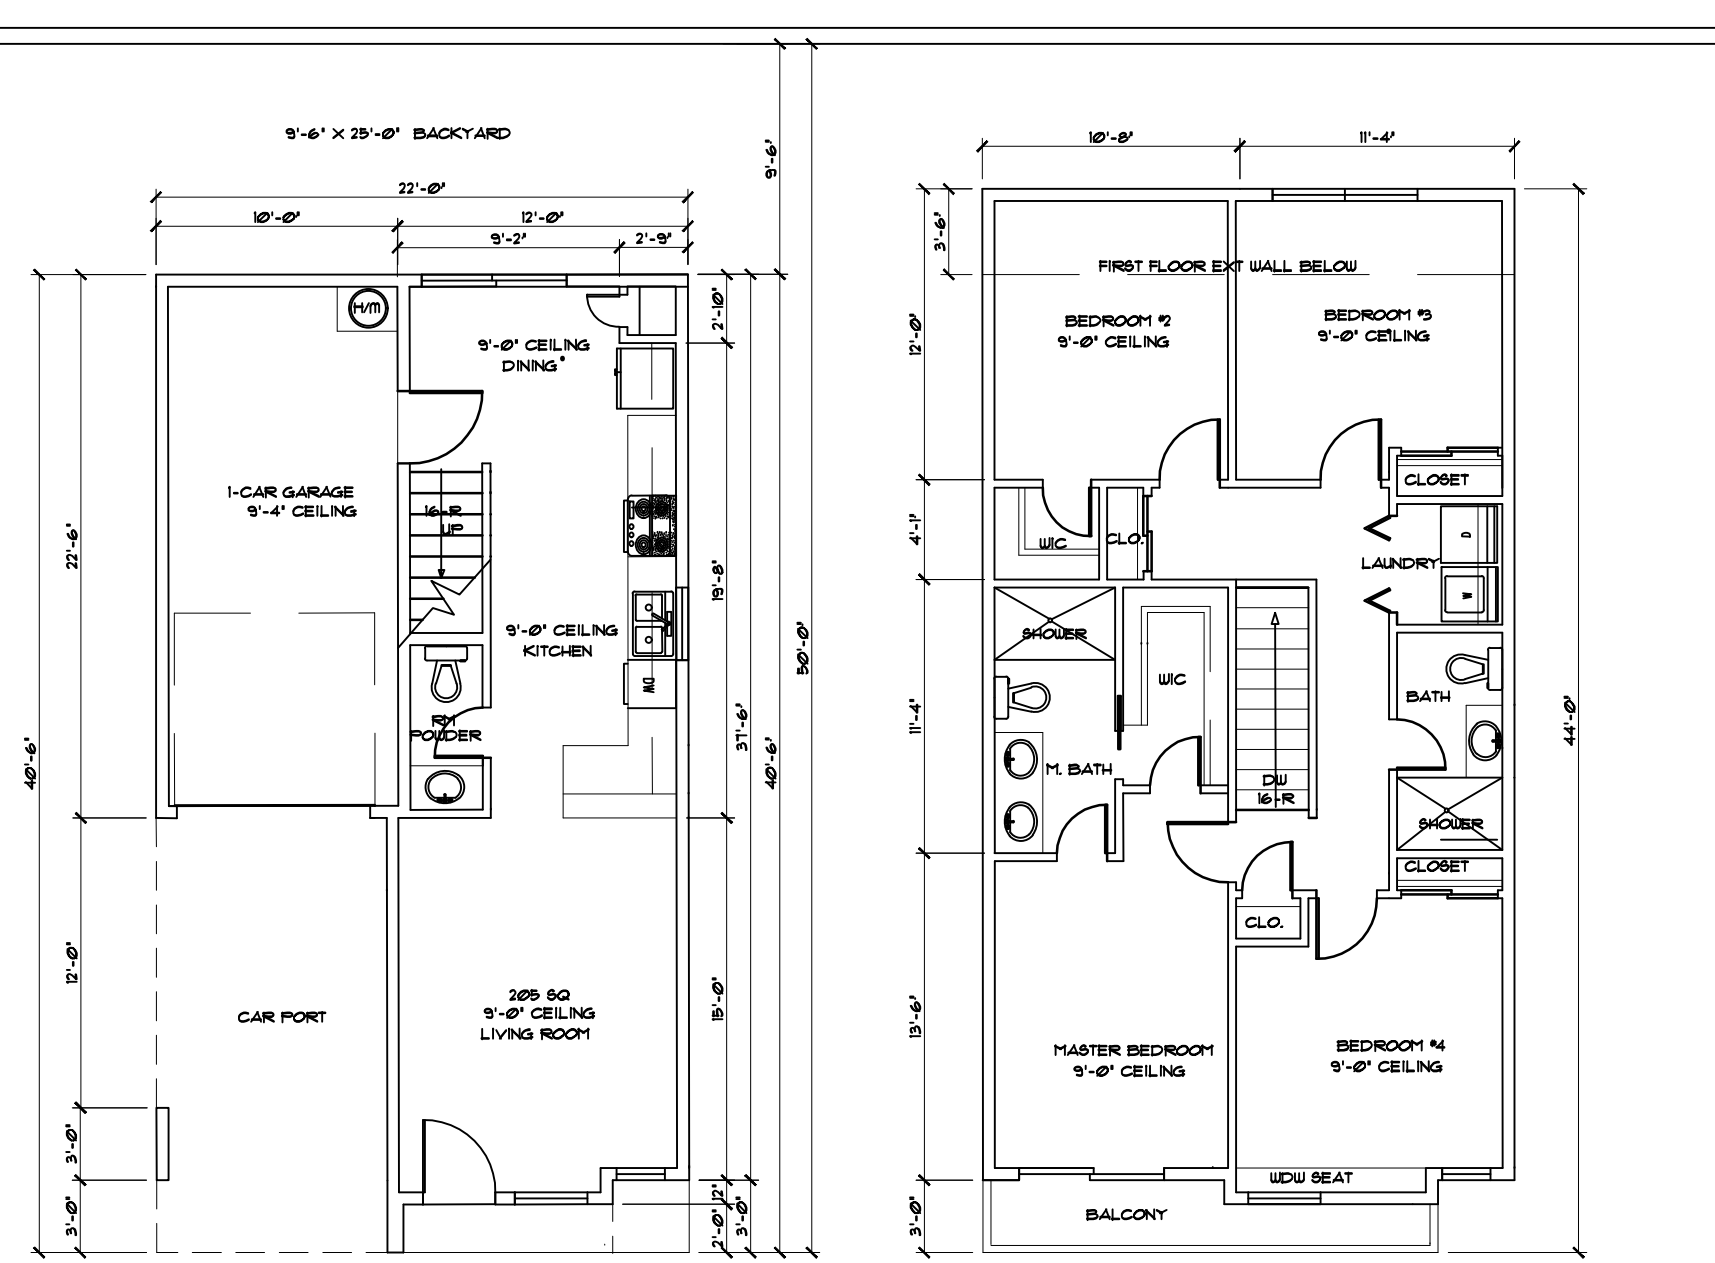 9'-6" X 25'-0" BACKYARD
22'-0"
10'-0"
12'-0"
9'-2"
2'-9"
9'-6"
H/M
9'-0" CEILING
DINING
2'-10"
1-CAR GARAGE
9'-4" CEILING
16-R
UP
22'-6"
19'-8"
9'-0" CEILING
KITCHEN
DW
RM
POWDER
40'-6"
37'-6"
40'-6"
50'-0"
12'-0"
CAR PORT
205 SQ
9'-0" CEILING
LIVING ROOM
15'-0"
3'-0"
3'-0"
12"
2'-0"
3'-0"
10'-8"
11'-4"
3'-6"
FIRST FLOOR EXT WALL BELOW
BEDROOM #2
9'-0" CEILING
BEDROOM #3
9'-0" CEILING
12'-0"
CLOSET
4'-1"
WIC
CLO.
D
LAUNDRY
W
SHOWER
WIC
BATH
11'-4"
44'-0"
M. BATH
DW
16-R
SHOWER
CLOSET
CLO.
13'-6"
MASTER BEDROOM
9'-0" CEILING
BEDROOM #4
9'-0" CEILING
WDW SEAT
BALCONY
3'-0"